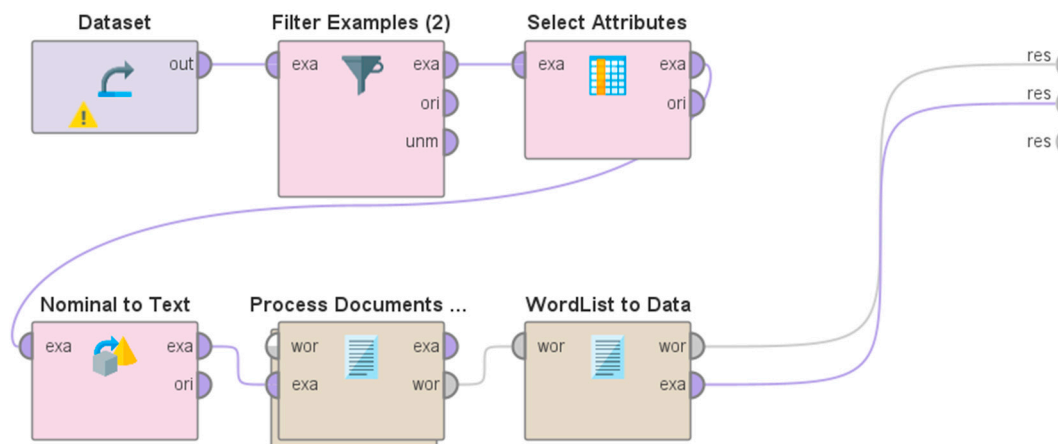 Dataset
Filter Examples (2)
Select Attributes
out
exa
exa
exa
exa
res
ori
ori
res
unm
res
Nominal to Text
Process Documents ...
WordList to Data
exa
exa
wor
exa
wor
wor
ori
exa
wor
exa